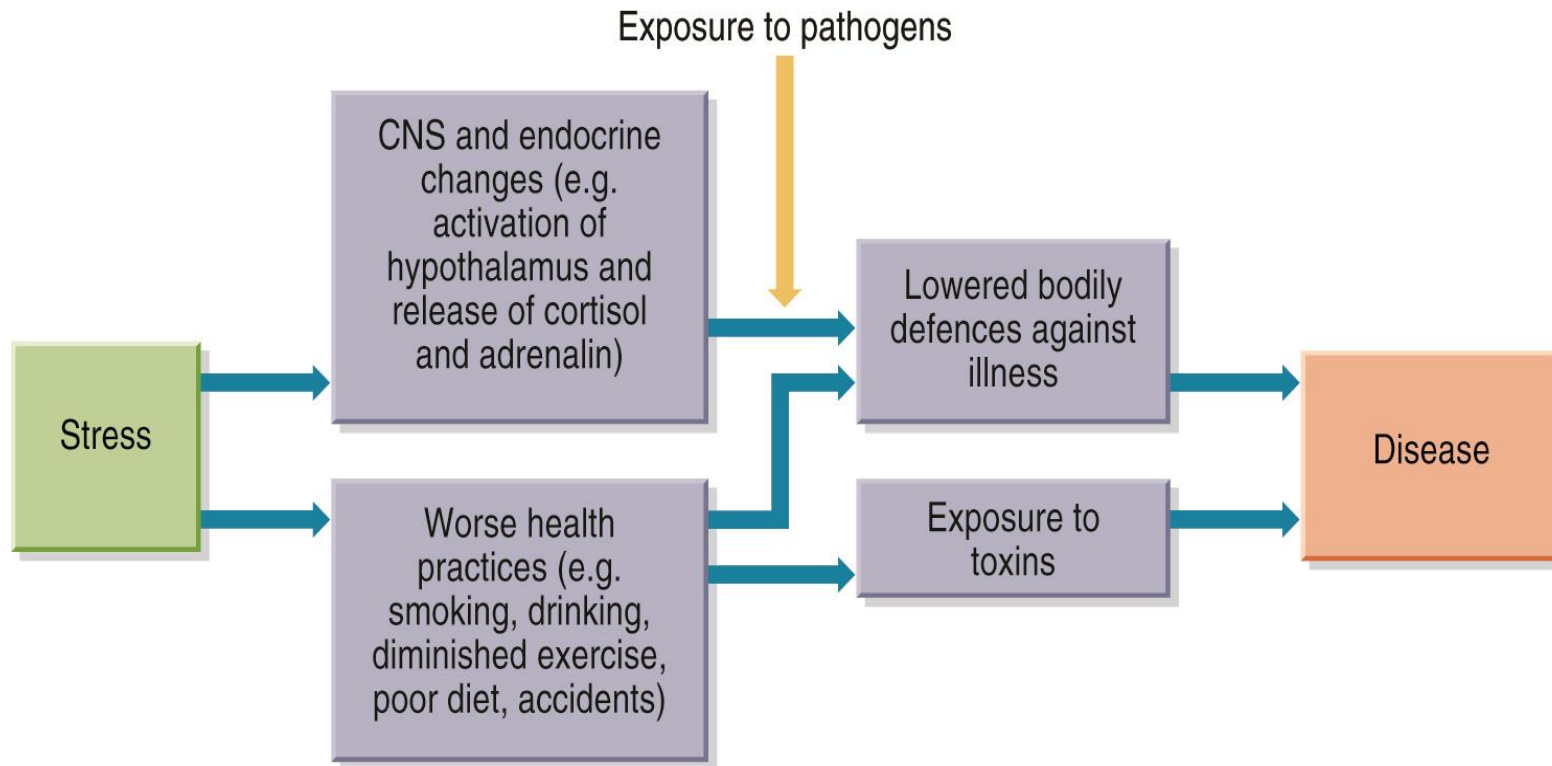 Exposure to pathogens
CNS and endocrine
changes (e.g.
activation of
hypothalamus and
release of cortisol
and adrenalin)
Lowered bodily
defences against
illness
Stress
Disease
Worse health
practices (e.g.
smoking, drinking,
diminished exercise,
poor diet, accidents)
Exposure to
toxins